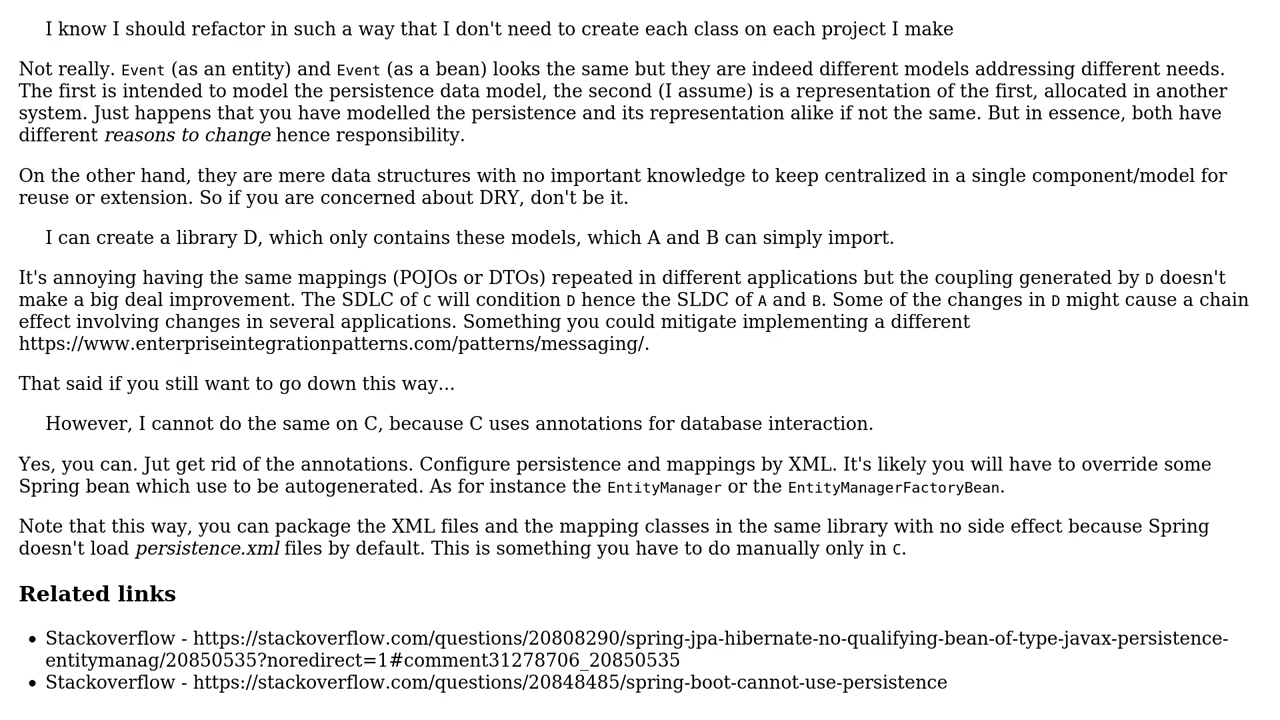 I know I should refactor in such a way that I don't need to create each class on each project I make
Not really. Event (as an entity) and Event (as a bean) looks the same but they are indeed different models addressing different needs.
The first is intended to model the persistence data model, the second (I assume) is a representation of the first, allocated in another
system. Just happens that you have modelled the persistence and its representation alike if not the same. But in essence, both have
different reasons to change hence responsibility.
On the other hand, they are mere data structures with no important knowledge to keep centralized in a single component/model for
reuse or extension. So if you are concerned about DRY, don't be it.
I can create a library D, which only contains these models, which A and B can simply import.
It's annoying having the same mappings (POJOs or DTOs) repeated in different applications but the coupling generated by D doesn't
make a big deal improvement. The SDLC of C will condition D hence the SLDC of A and B. Some of the changes in D might cause a chain
effect involving changes in several applications. Something you could mitigate implementing a different
https://www.enterpriseintegrationpatterns.com/patterns/messaging/.
That said if you still want to go down this way...
However, I cannot do the same on C, because C uses annotations for database interaction.
Yes, you can. Jut get rid of the annotations. Configure persistence and mappings by XML. It's likely you will have to override some
Spring bean which use to be autogenerated. As for instance the EntityManager or the EntityManagerFactoryBean.
Note that this way, you can package the XML files and the mapping classes in the same library with no side effect because Spring
doesn't load persistence.xml files by default. This is something you have to do manually only in C.
Related links
• Stackoverflow - https://stackoverflow.com/questions/20808290/spring-jpa-hibernate-no-qualifying-bean-of-type-javax-persistence-
entitymanag/20850535?noredirect=1#comment31278706_20850535
• Stackoverflow - https://stackoverflow.com/questions/20848485/spring-boot-cannot-use-persistence